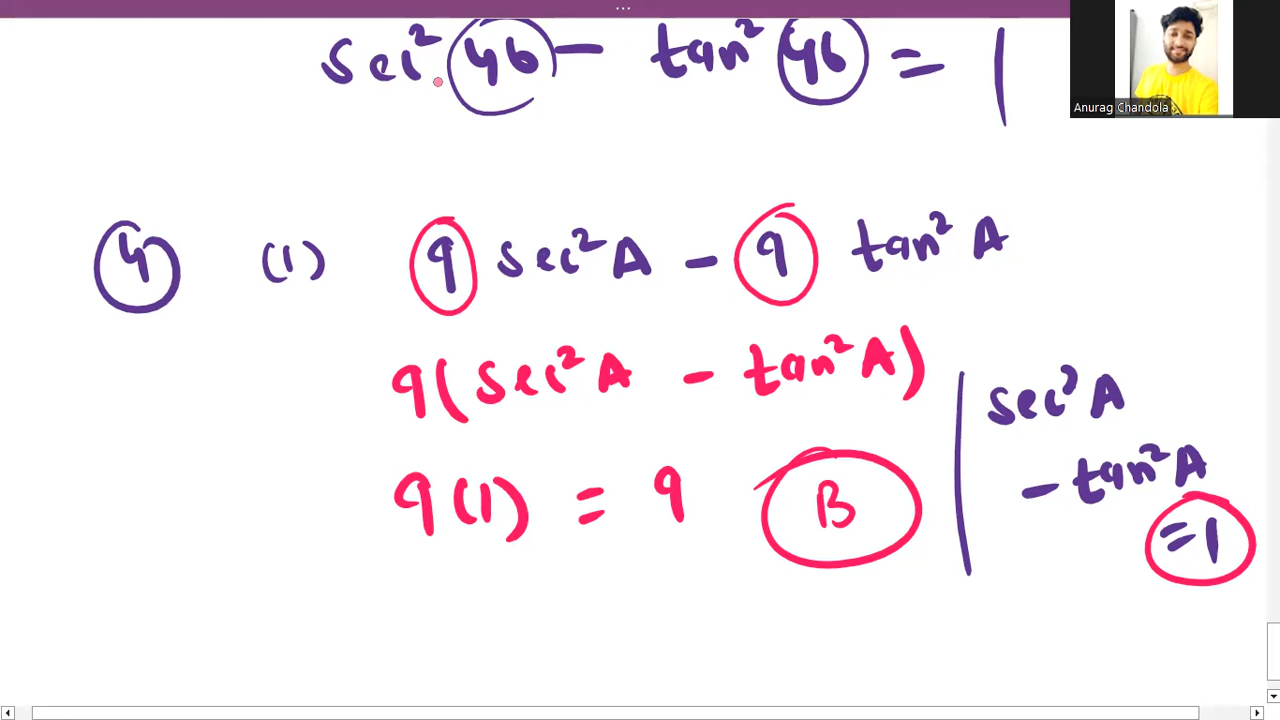 sec² 46 − tan² 46 = 1
Anurag Chandola
4 (1) 9 sec²A − 9 tan² A
9(sec²A − tan²A)
sec²A
− tan²A
= 1
9(1) = 9 B